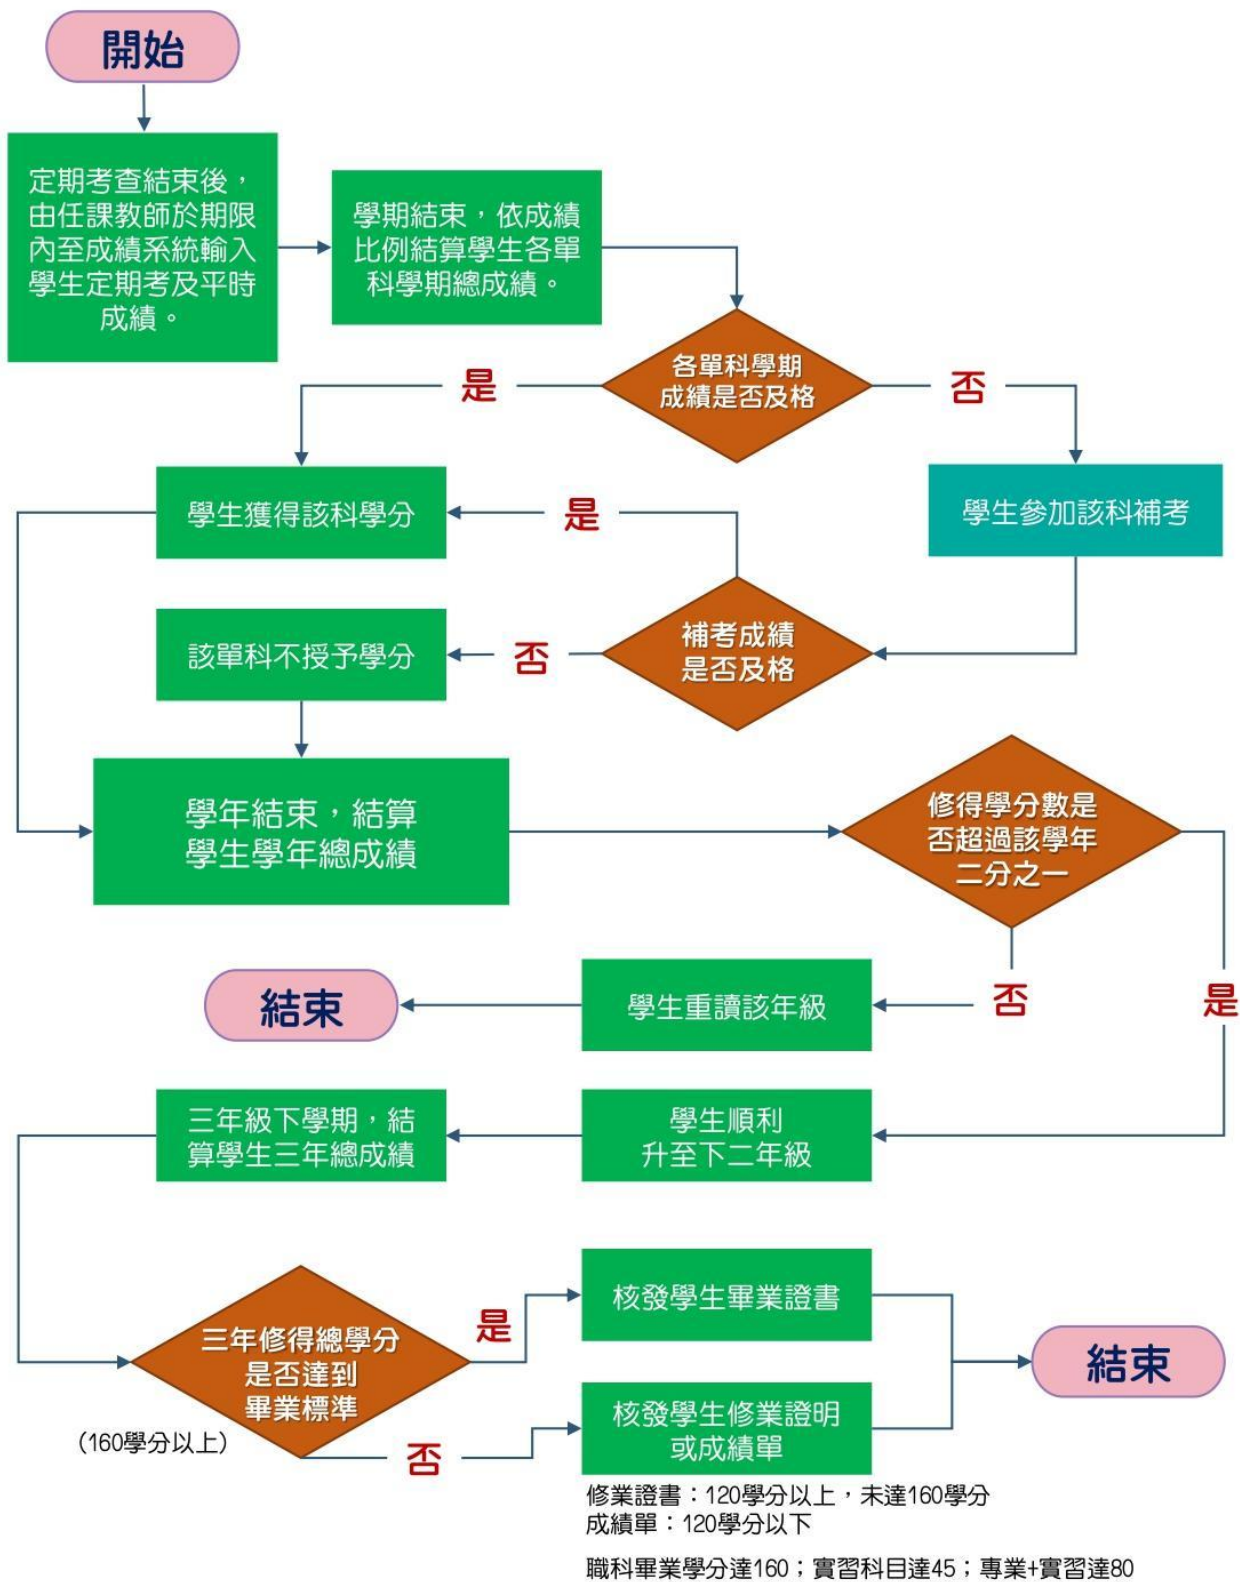 開始
定期考查結束後，
由任課教師於期限
內至成績系統輸入
學生定期考及平時
成績。
學期結束，依成績
比例結算學生各單
科學期總成績。
各單科學期
成績是否及格
是
否
學生獲得該科學分
是
學生參加該科補考
該單科不授予學分
否
補考成績
是否及格
學年結束，結算
學生學年總成績
修得學分數是
否超過該學年
二分之一
結束
學生重讀該年級
否
是
三年級下學期，結
算學生三年總成績
學生順利
升至下二年級
三年修得總學分
是否達到
畢業標準
(160學分以上)
是
核發學生畢業證書
結束
否
核發學生修業證明
或成績單
修業證書：120學分以上，未達160學分
成績單：120學分以下
職科畢業學分達160；實習科目達45；專業+實習達80